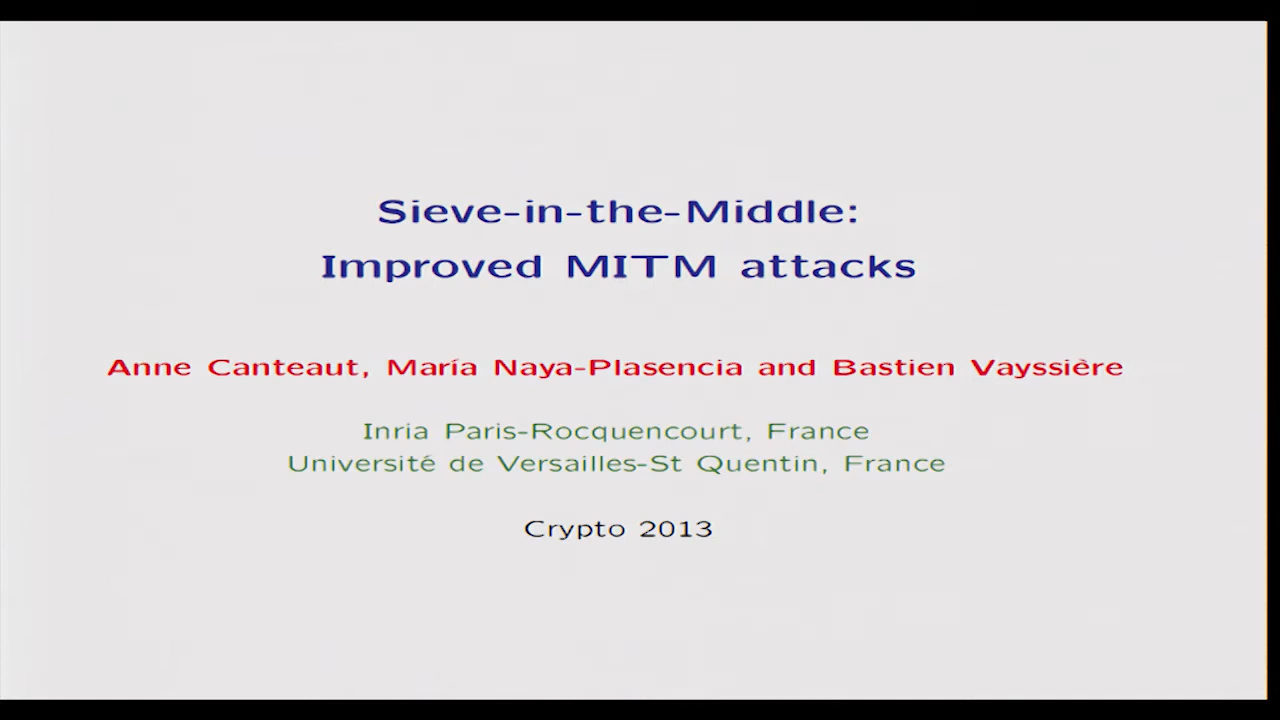 Sieve-in-the-Middle:
Improved MITM attacks
Anne Canteaut, María Naya-Plasencia and Bastien Vayssière
Inria Paris-Rocquencourt, France
Université de Versailles-St Quentin, France
Crypto 2013